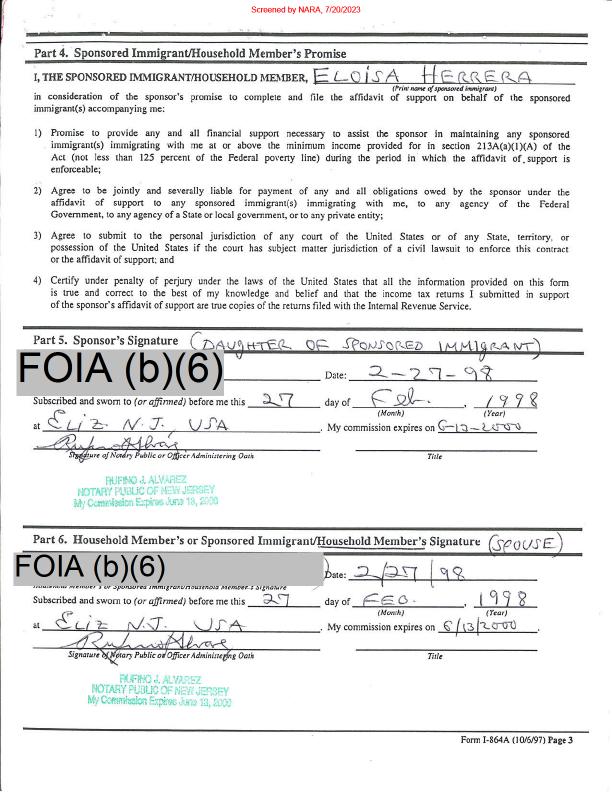 Screened by NARA, 7/20/2023
Part 4. Sponsored Immigrant/Household Member's Promise
I, THE SPONSORED IMMIGRANT/HOUSEHOLD MEMBER, ELOISA HERRERA
(Print name of sponsored immigrant)
in consideration of the sponsor's promise to complete and file the affidavit of support on behalf of the sponsored
immigrant(s) accompanying me:
1) Promise to provide any and all financial support necessary to assist the sponsor in maintaining any sponsored
immigrant(s) immigrating with me at or above the minimum income provided for in section 213A(a)(1)(A) of the
Act (not less than 125 percent of the Federal poverty line) during the period in which the affidavit of support is
enforceable;
2) Agree to be jointly and severally liable for payment of any and all obligations owed by the sponsor under the
affidavit of support to any sponsored immigrant(s) immigrating with me, to any agency of the Federal
Government, to any agency of a State or local government, or to any private entity;
3) Agree to submit to the personal jurisdiction of any court of the United States or of any State, territory, or
possession of the United States if the court has subject matter jurisdiction of a civil lawsuit to enforce this contract
or the affidavit of support; and
4) Certify under penalty of perjury under the laws of the United States that all the information provided on this form
is true and correct to the best of my knowledge and belief and that the income tax returns I submitted in support
of the sponsor's affidavit of support are true copies of the returns filed with the Internal Revenue Service.
Part 5. Sponsor's Signature (DAUGHTER OF SPONSORED IMMIGRANT)
FOIA (b)(6)
Date: 2-27-98
Subscribed and sworn to (or affirmed) before me this 27 day of Feb. , 1998
(Month) (Year)
at ELIZ N.J, USA . My commission expires on 6-13-2000
Signature of Notary Public or Officer Administering Oath Title
RUFINO J. ALVAREZ
NOTARY PUBLIC OF NEW JERSEY
My Commission Expires June 13, 2000
Part 6. Household Member's or Sponsored Immigrant/Household Member's Signature (SPOUSE)
FOIA (b)(6)
Date: 2/27/98
Household Member's or Sponsored Immigrant/Household Member's Signature
Subscribed and sworn to (or affirmed) before me this 27 day of FEB. , 1998
(Month) (Year)
at ELIZ N.J. USA . My commission expires on 6/13/2000
Signature of Notary Public or Officer Administering Oath Title
RUFINO J. ALVAREZ
NOTARY PUBLIC OF NEW JERSEY
My Commission Expires June 13, 2000
Form I-864A (10/6/97) Page 3